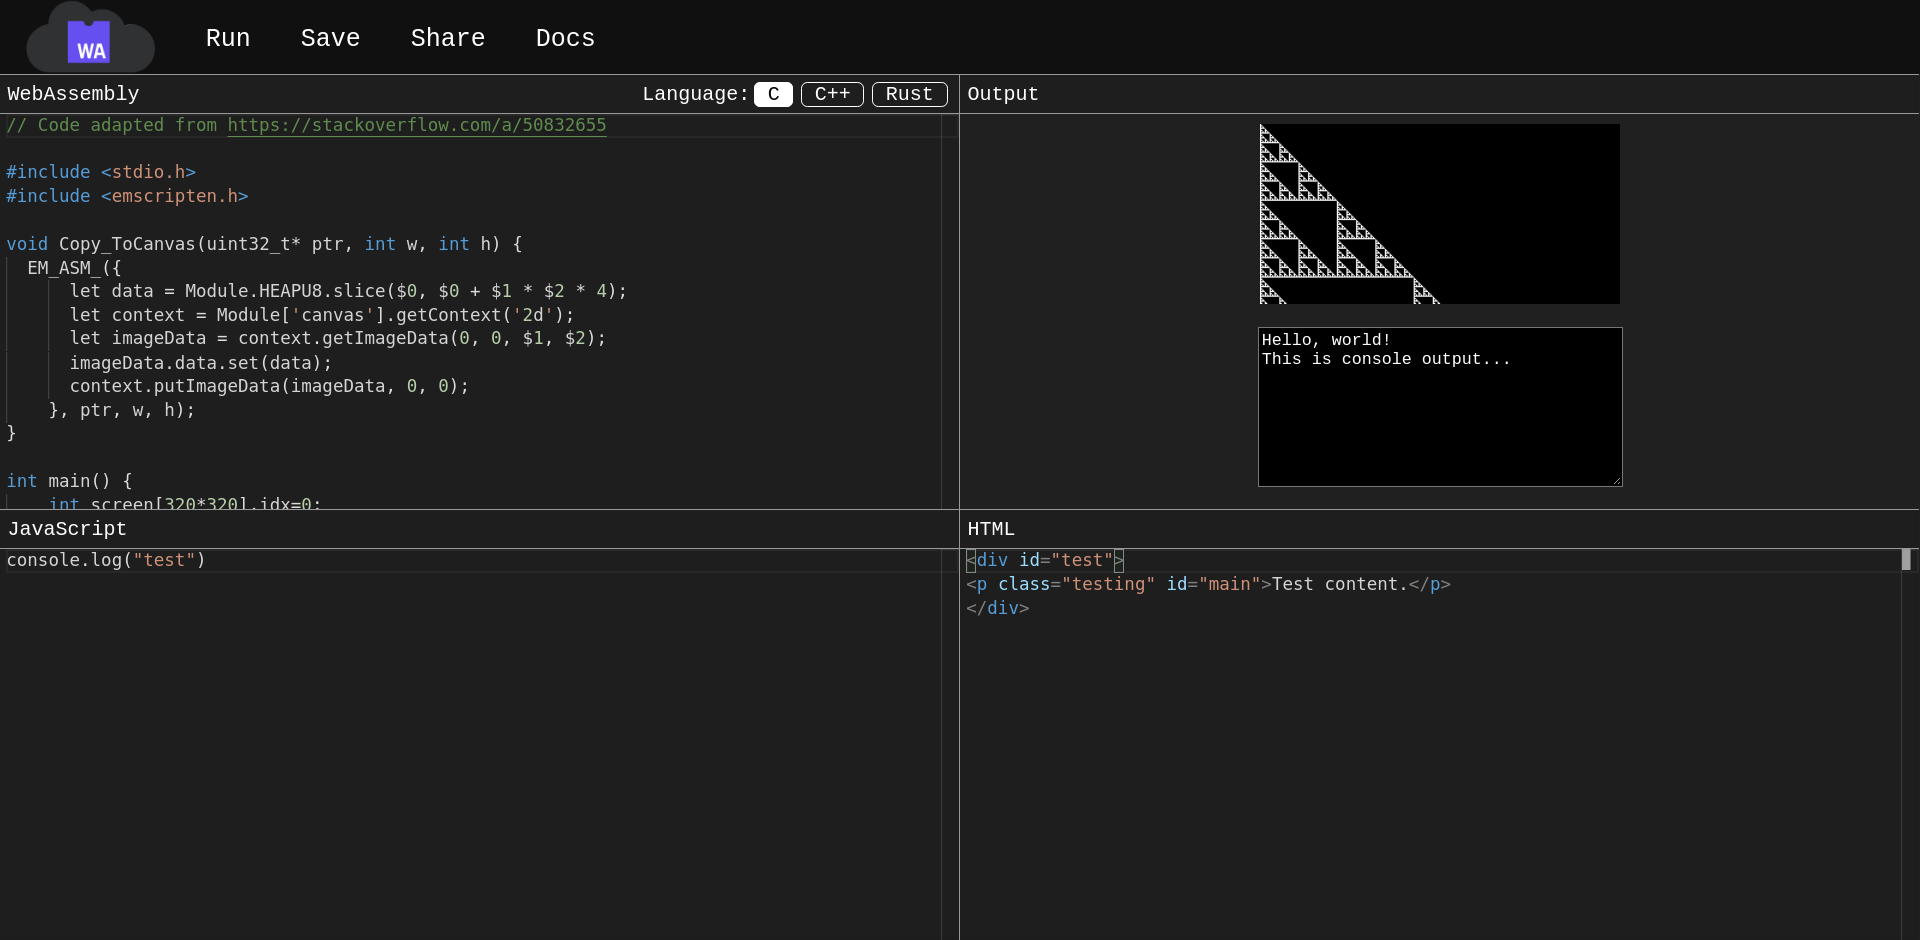 WA
Run Save Share Docs
WebAssembly Language: C C++ Rust
// Code adapted from https://stackoverflow.com/a/50832655
#include <stdio.h>
#include <emscripten.h>
void Copy_ToCanvas(uint32_t* ptr, int w, int h) {
EM_ASM_({
let data = Module.HEAPU8.slice($0, $0 + $1 * $2 * 4);
let context = Module['canvas'].getContext('2d');
let imageData = context.getImageData(0, 0, $1, $2);
imageData.data.set(data);
context.putImageData(imageData, 0, 0);
}, ptr, w, h);
}
int main() {
int screen[320*320],idx=0;
Output
Hello, world!
This is console output...
JavaScript
console.log("test")
HTML
<div id="test">
<p class="testing" id="main">Test content.</p>
</div>